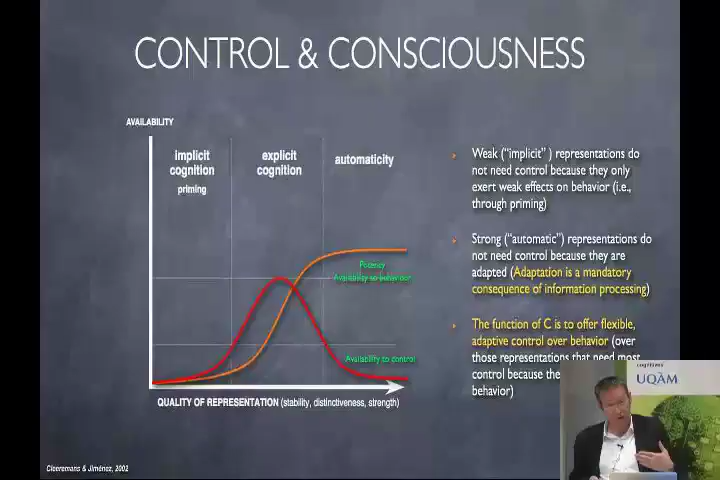 CONTROL & CONSCIOUSNESS
AVAILABILITY
implicit
cognition
priming
explicit
cognition
automaticity
Potency
Availability to behavior
Availability to control
QUALITY OF REPRESENTATION (stability, distinctiveness, strength)
Weak ("implicit" ) representations do
not need control because they only
exert weak effects on behavior (i.e.,
through priming)
Strong ("automatic") representations do
not need control because they are
adapted (Adaptation is a mandatory
consequence of information processing)
The function of C is to offer flexible,
adaptive control over behavior (over
those representations that need most
control because the
behavior)
Cleeremans & Jiménez, 2002
cognitives
UQÀM